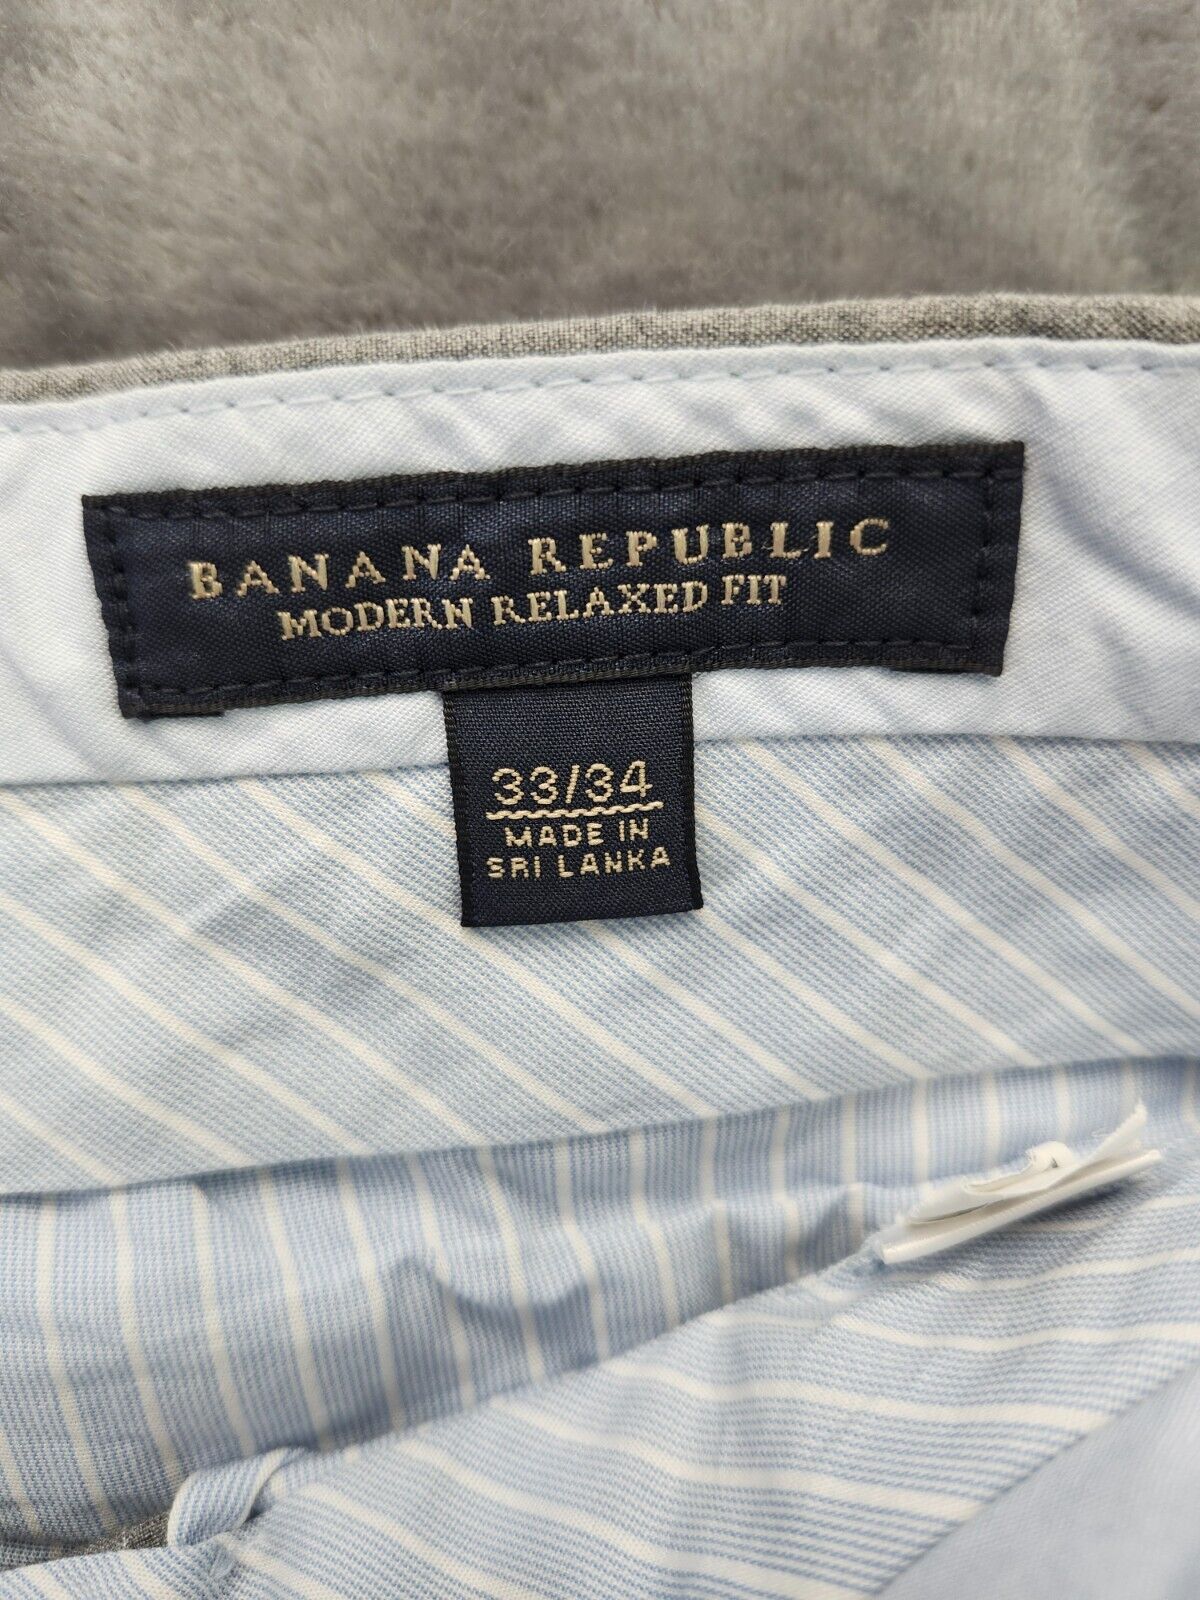 BANANA REPUBLIC
MODERN RELAXED FIT
33/34
MADE IN
SRI LANKA